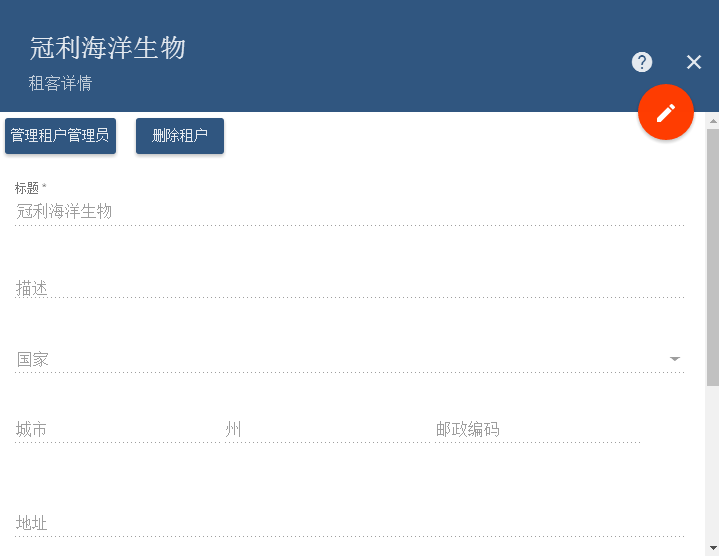 冠利海洋生物
租客详情
管理租户管理员 删除租户
标题 *
冠利海洋生物
描述
国家
城市 州 邮政编码
地址